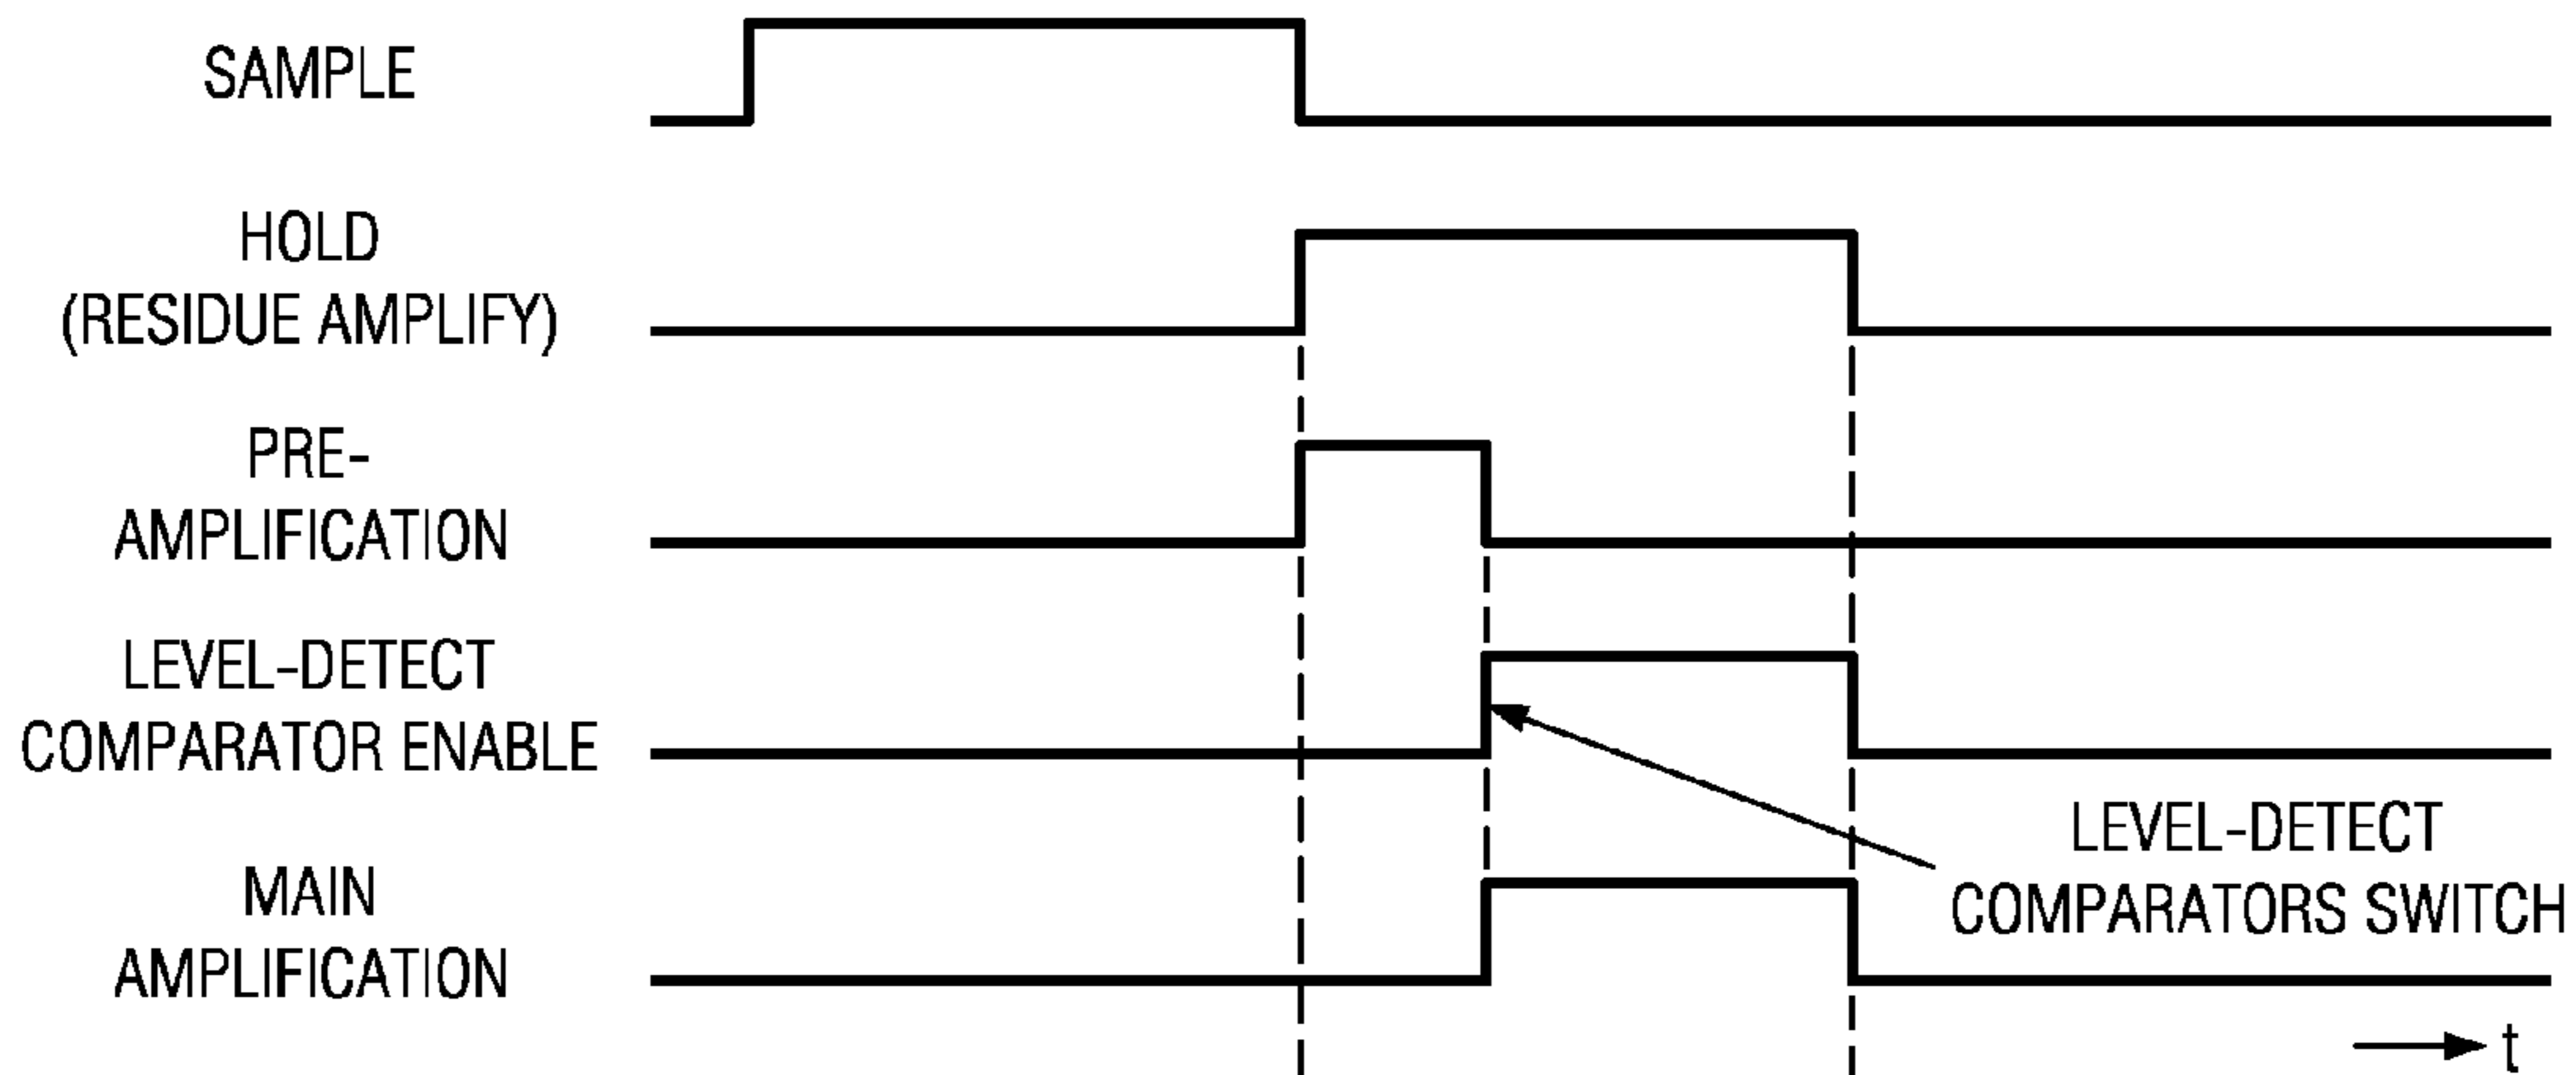 SAMPLE
HOLD
(RESIDUE AMPLIFY)
PRE-
AMPLIFICATION
LEVEL-DETECT
COMPARATOR ENABLE
LEVEL-DETECT
COMPARATORS SWITCH
MAIN
AMPLIFICATION
t